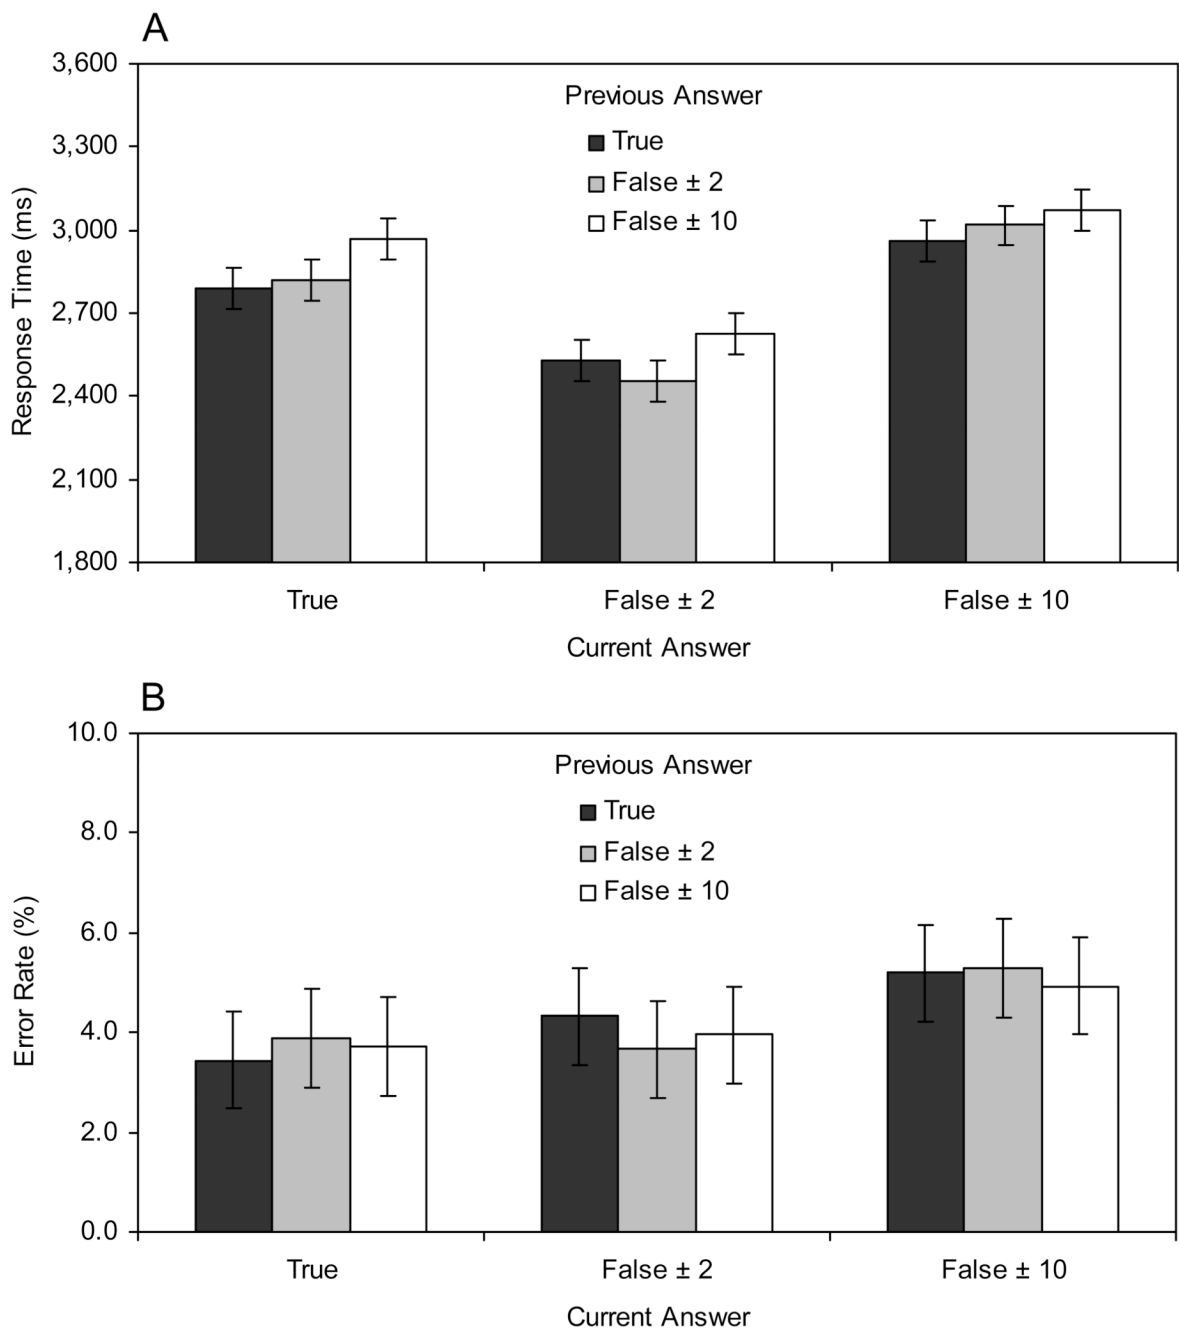 A
3,600
3,300
3,000
2,700
2,400
2,100
1,800
Response Time (ms)
Previous Answer
True
False ± 2
False ± 10
True
False ± 2
False ± 10
Current Answer
B
10.0
8.0
6.0
4.0
2.0
0.0
Error Rate (%)
Previous Answer
True
False ± 2
False ± 10
True
False ± 2
False ± 10
Current Answer